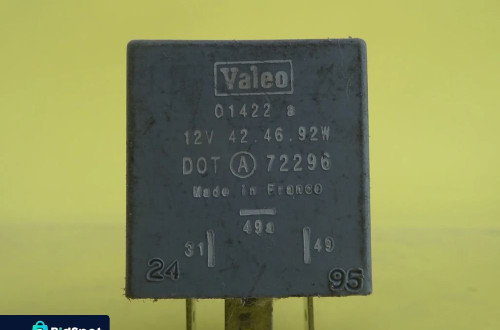 Valeo
01422 a
12V 42.46.92W
DOT A 72296
Made in France
49a
31 49
24 95
BidSpot